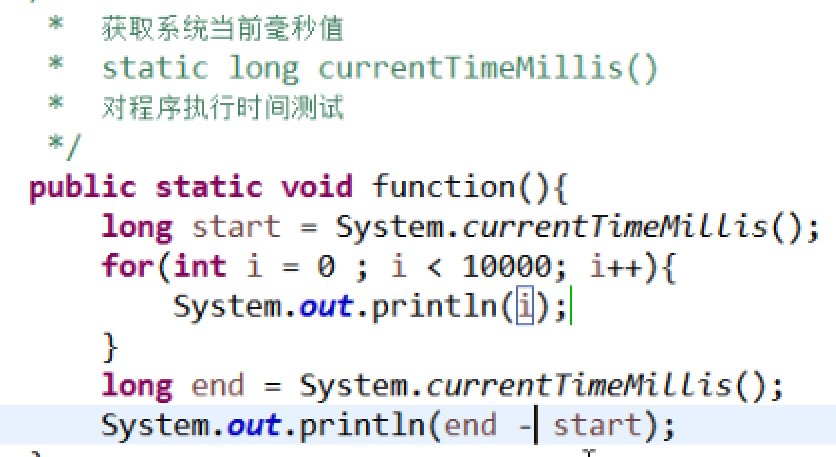 * 获取系统当前毫秒值
* static long currentTimeMillis()
* 对程序执行时间测试
*/
public static void function(){
long start = System.currentTimeMillis();
for(int i = 0 ; i < 10000; i++){
System.out.println(i);
}
long end = System.currentTimeMillis();
System.out.println(end - start);